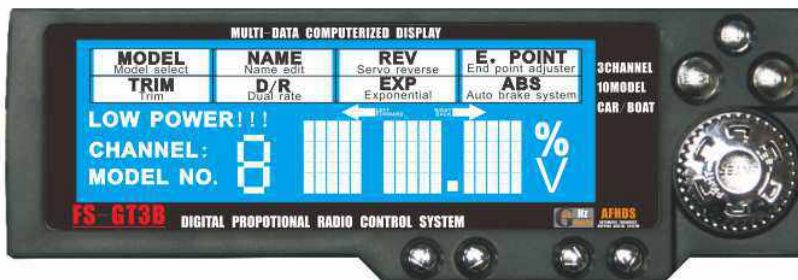 MULTI-DATA COMPUTERIZED DISPLAY
MODEL NAME REV E. POINT
Model select Name edit Servo reverse End point adjuster
TRIM D/R EXP ABS
Trim Dual rate Exponential Auto brake system
3CHANNEL
10MODEL
CAR/BOAT
LOW POWER!!!
CHANNEL: 8 %
MODEL NO. V
FS-GT3B DIGITAL PROPOTIONAL RADIO CONTROL SYSTEM Hz AFHDS